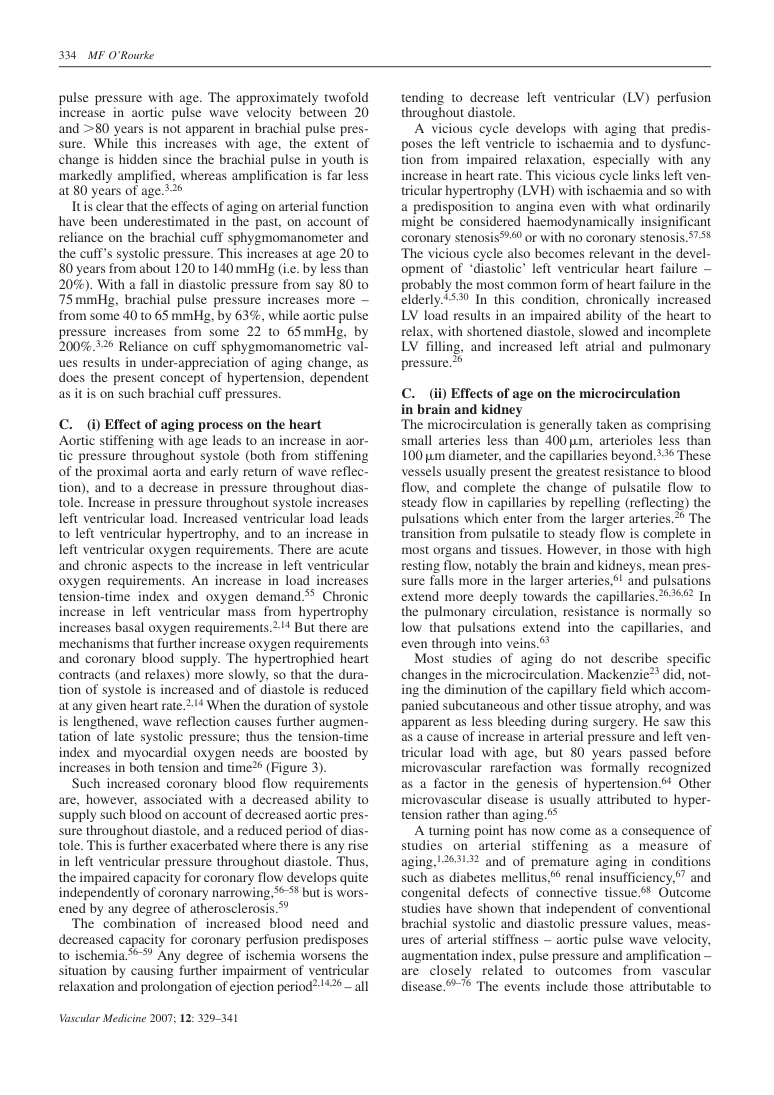 334 MF O'Rourke
pulse pressure with age. The approximately twofold
increase in aortic pulse wave velocity between 20
and >80 years is not apparent in brachial pulse pres-
sure. While this increases with age, the extent of
change is hidden since the brachial pulse in youth is
markedly amplified, whereas amplification is far less
at 80 years of age.3,26
It is clear that the effects of aging on arterial function
have been underestimated in the past, on account of
reliance on the brachial cuff sphygmomanometer and
the cuff's systolic pressure. This increases at age 20 to
80 years from about 120 to 140 mmHg (i.e. by less than
20%). With a fall in diastolic pressure from say 80 to
75 mmHg, brachial pulse pressure increases more –
from some 40 to 65 mmHg, by 63%, while aortic pulse
pressure increases from some 22 to 65 mmHg, by
200%.3,26 Reliance on cuff sphygmomanometric val-
ues results in under-appreciation of aging change, as
does the present concept of hypertension, dependent
as it is on such brachial cuff pressures.
C. (i) Effect of aging process on the heart
Aortic stiffening with age leads to an increase in aor-
tic pressure throughout systole (both from stiffening
of the proximal aorta and early return of wave reflec-
tion), and to a decrease in pressure throughout dias-
tole. Increase in pressure throughout systole increases
left ventricular load. Increased ventricular load leads
to left ventricular hypertrophy, and to an increase in
left ventricular oxygen requirements. There are acute
and chronic aspects to the increase in left ventricular
oxygen requirements. An increase in load increases
tension-time index and oxygen demand.55 Chronic
increase in left ventricular mass from hypertrophy
increases basal oxygen requirements.2,14 But there are
mechanisms that further increase oxygen requirements
and coronary blood supply. The hypertrophied heart
contracts (and relaxes) more slowly, so that the dura-
tion of systole is increased and of diastole is reduced
at any given heart rate.2,14 When the duration of systole
is lengthened, wave reflection causes further augmen-
tation of late systolic pressure; thus the tension-time
index and myocardial oxygen needs are boosted by
increases in both tension and time26 (Figure 3).
Such increased coronary blood flow requirements
are, however, associated with a decreased ability to
supply such blood on account of decreased aortic pres-
sure throughout diastole, and a reduced period of dias-
tole. This is further exacerbated where there is any rise
in left ventricular pressure throughout diastole. Thus,
the impaired capacity for coronary flow develops quite
independently of coronary narrowing,56–58 but is wors-
ened by any degree of atherosclerosis.59
The combination of increased blood need and
decreased capacity for coronary perfusion predisposes
to ischemia.56–59 Any degree of ischemia worsens the
situation by causing further impairment of ventricular
relaxation and prolongation of ejection period2,14,26 – all
tending to decrease left ventricular (LV) perfusion
throughout diastole.
A vicious cycle develops with aging that predis-
poses the left ventricle to ischaemia and to dysfunc-
tion from impaired relaxation, especially with any
increase in heart rate. This vicious cycle links left ven-
tricular hypertrophy (LVH) with ischaemia and so with
a predisposition to angina even with what ordinarily
might be considered haemodynamically insignificant
coronary stenosis59,60 or with no coronary stenosis.57,58
The vicious cycle also becomes relevant in the devel-
opment of 'diastolic' left ventricular heart failure –
probably the most common form of heart failure in the
elderly.4,5,30 In this condition, chronically increased
LV load results in an impaired ability of the heart to
relax, with shortened diastole, slowed and incomplete
LV filling, and increased left atrial and pulmonary
pressure.26
C. (ii) Effects of age on the microcirculation
in brain and kidney
The microcirculation is generally taken as comprising
small arteries less than 400 μm, arterioles less than
100 μm diameter, and the capillaries beyond.3,36 These
vessels usually present the greatest resistance to blood
flow, and complete the change of pulsatile flow to
steady flow in capillaries by repelling (reflecting) the
pulsations which enter from the larger arteries.26 The
transition from pulsatile to steady flow is complete in
most organs and tissues. However, in those with high
resting flow, notably the brain and kidneys, mean pres-
sure falls more in the larger arteries,61 and pulsations
extend more deeply towards the capillaries.26,36,62 In
the pulmonary circulation, resistance is normally so
low that pulsations extend into the capillaries, and
even through into veins.63
Most studies of aging do not describe specific
changes in the microcirculation. Mackenzie23 did, not-
ing the diminution of the capillary field which accom-
panied subcutaneous and other tissue atrophy, and was
apparent as less bleeding during surgery. He saw this
as a cause of increase in arterial pressure and left ven-
tricular load with age, but 80 years passed before
microvascular rarefaction was formally recognized
as a factor in the genesis of hypertension.64 Other
microvascular disease is usually attributed to hyper-
tension rather than aging.65
A turning point has now come as a consequence of
studies on arterial stiffening as a measure of
aging,1,26,31,32 and of premature aging in conditions
such as diabetes mellitus,66 renal insufficiency,67 and
congenital defects of connective tissue.68 Outcome
studies have shown that independent of conventional
brachial systolic and diastolic pressure values, meas-
ures of arterial stiffness – aortic pulse wave velocity,
augmentation index, pulse pressure and amplification –
are closely related to outcomes from vascular
disease.69–76 The events include those attributable to
Vascular Medicine 2007; 12: 329–341